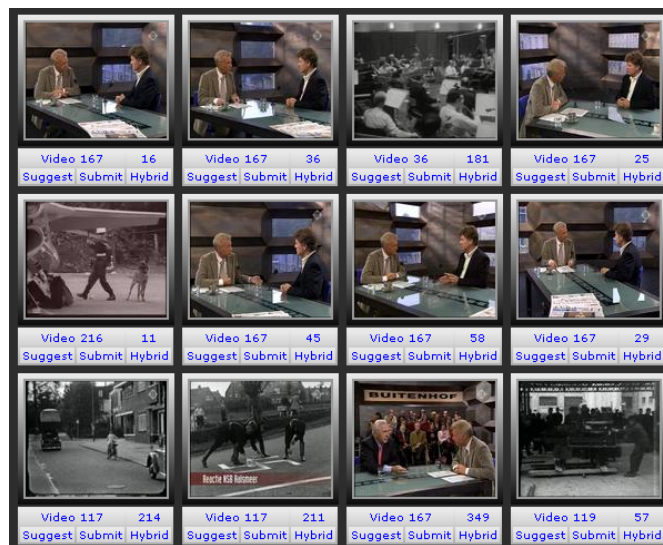 Video 167 16
Video 167 36
Video 36 181
Video 167 25
Suggest Submit Hybrid
Suggest Submit Hybrid
Suggest Submit Hybrid
Suggest Submit Hybrid
Video 216 11
Video 167 45
Video 167 58
Video 167 29
Suggest Submit Hybrid
Suggest Submit Hybrid
Suggest Submit Hybrid
Suggest Submit Hybrid
Reactie NSB Aalsmeer
BUITENHOF
Video 117 214
Video 117 211
Video 167 349
Video 119 57
Suggest Submit Hybrid
Suggest Submit Hybrid
Suggest Submit Hybrid
Suggest Submit Hybrid